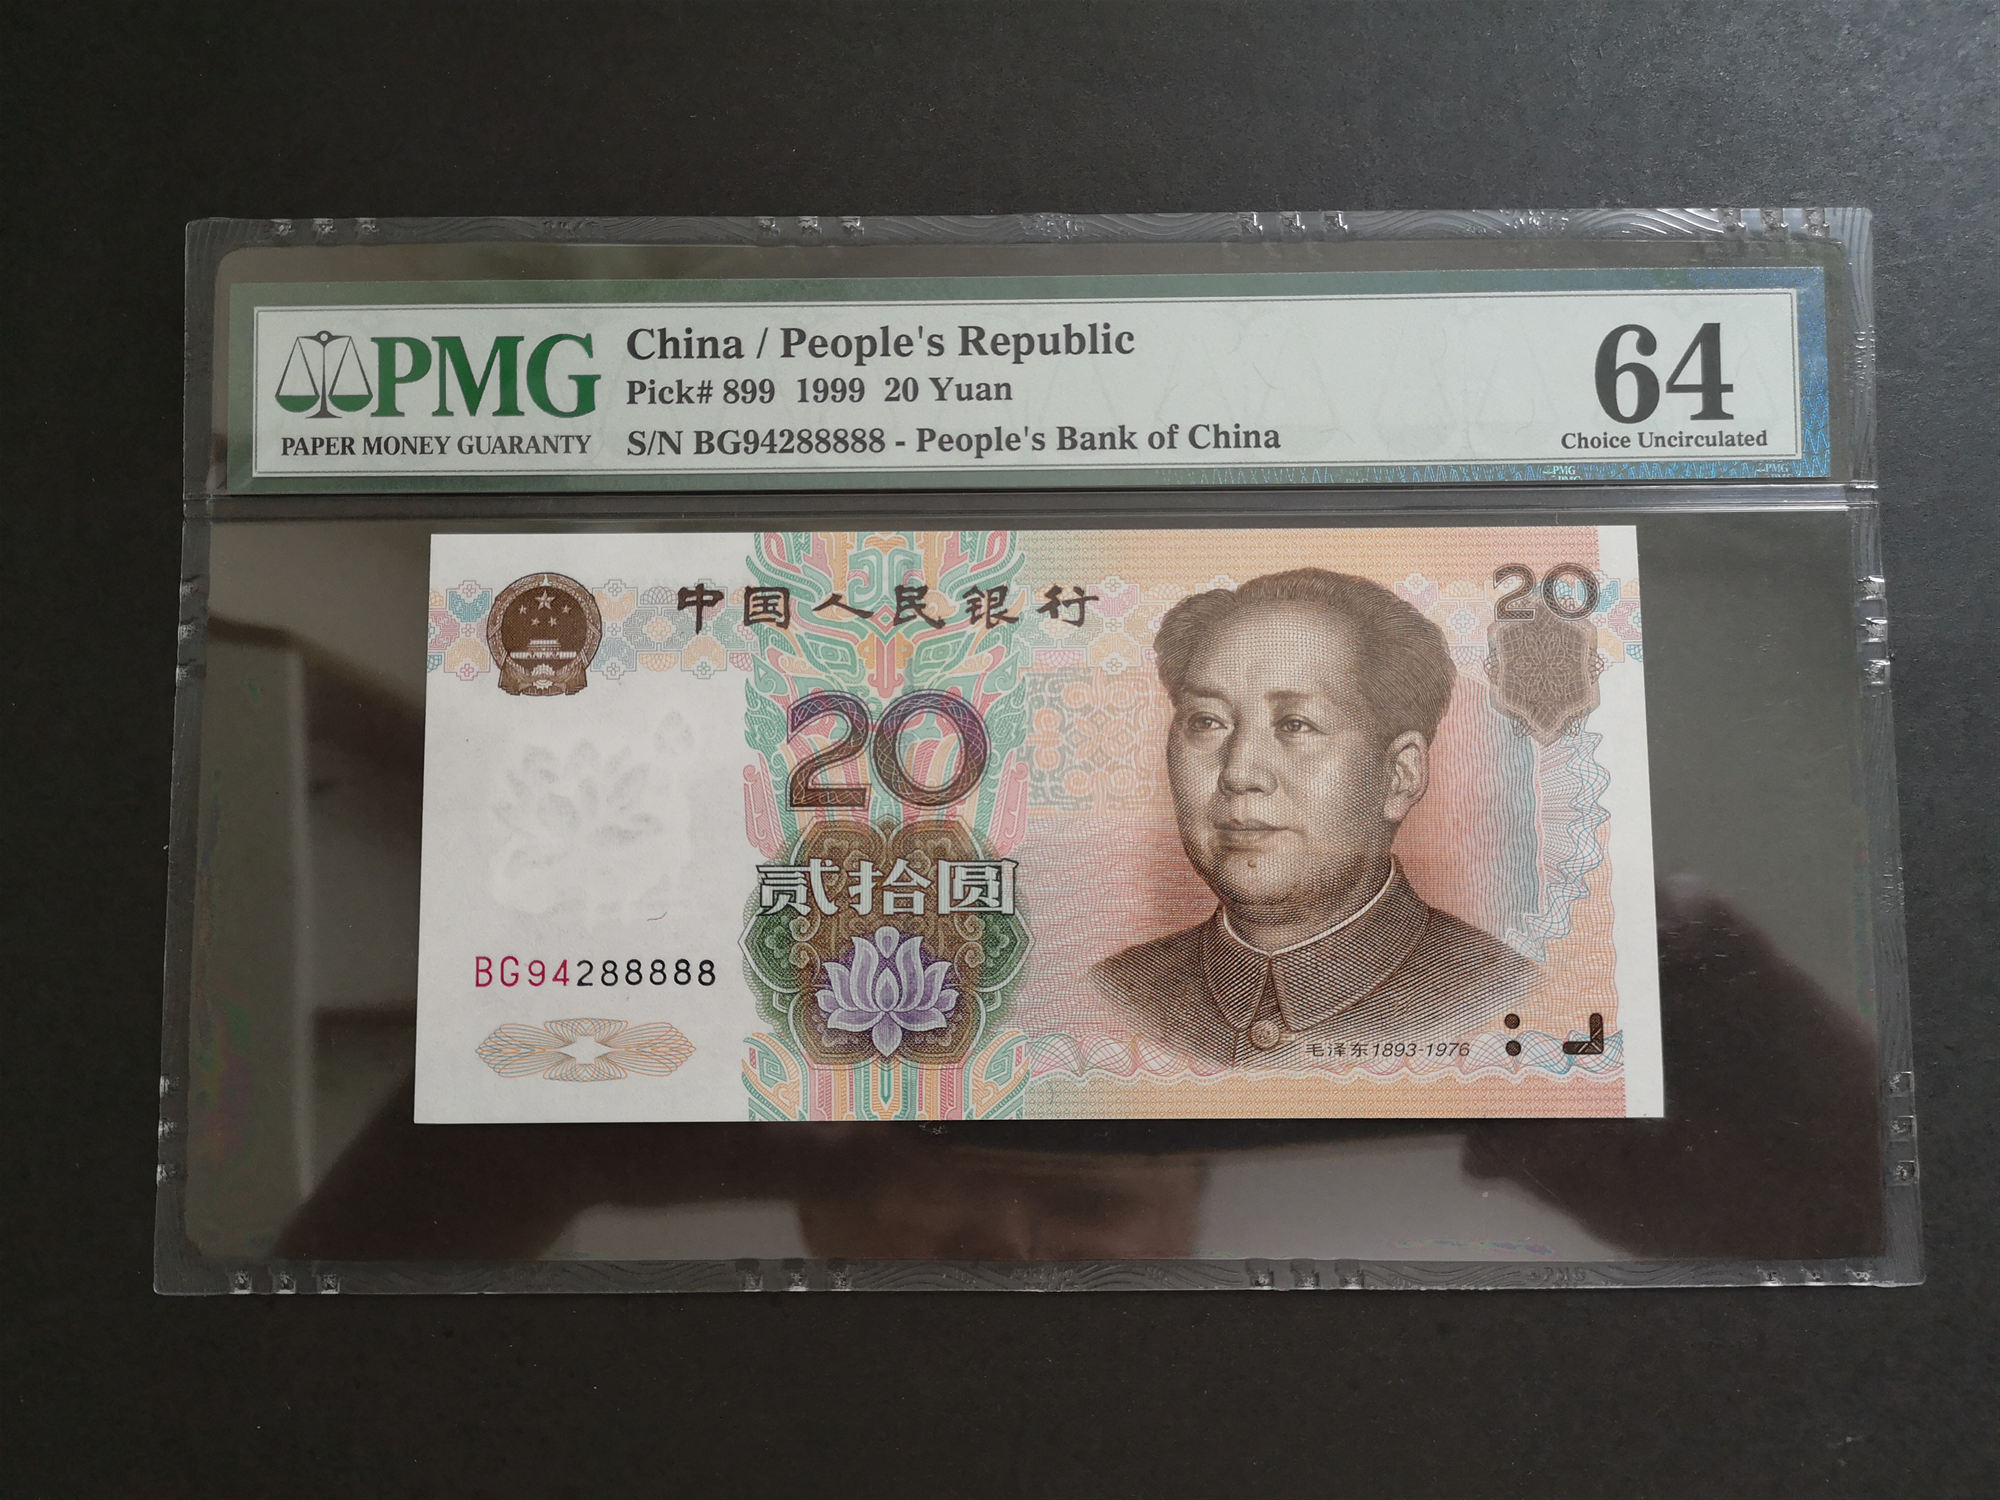 PMG
PAPER MONEY GUARANTY
China / People's Republic
Pick# 899 1999 20 Yuan
S/N BG94288888 - People's Bank of China
64
Choice Uncirculated
PMG
PMG
中国人民银行
20
20
贰拾圆
BG94288888
毛泽东1893-1976